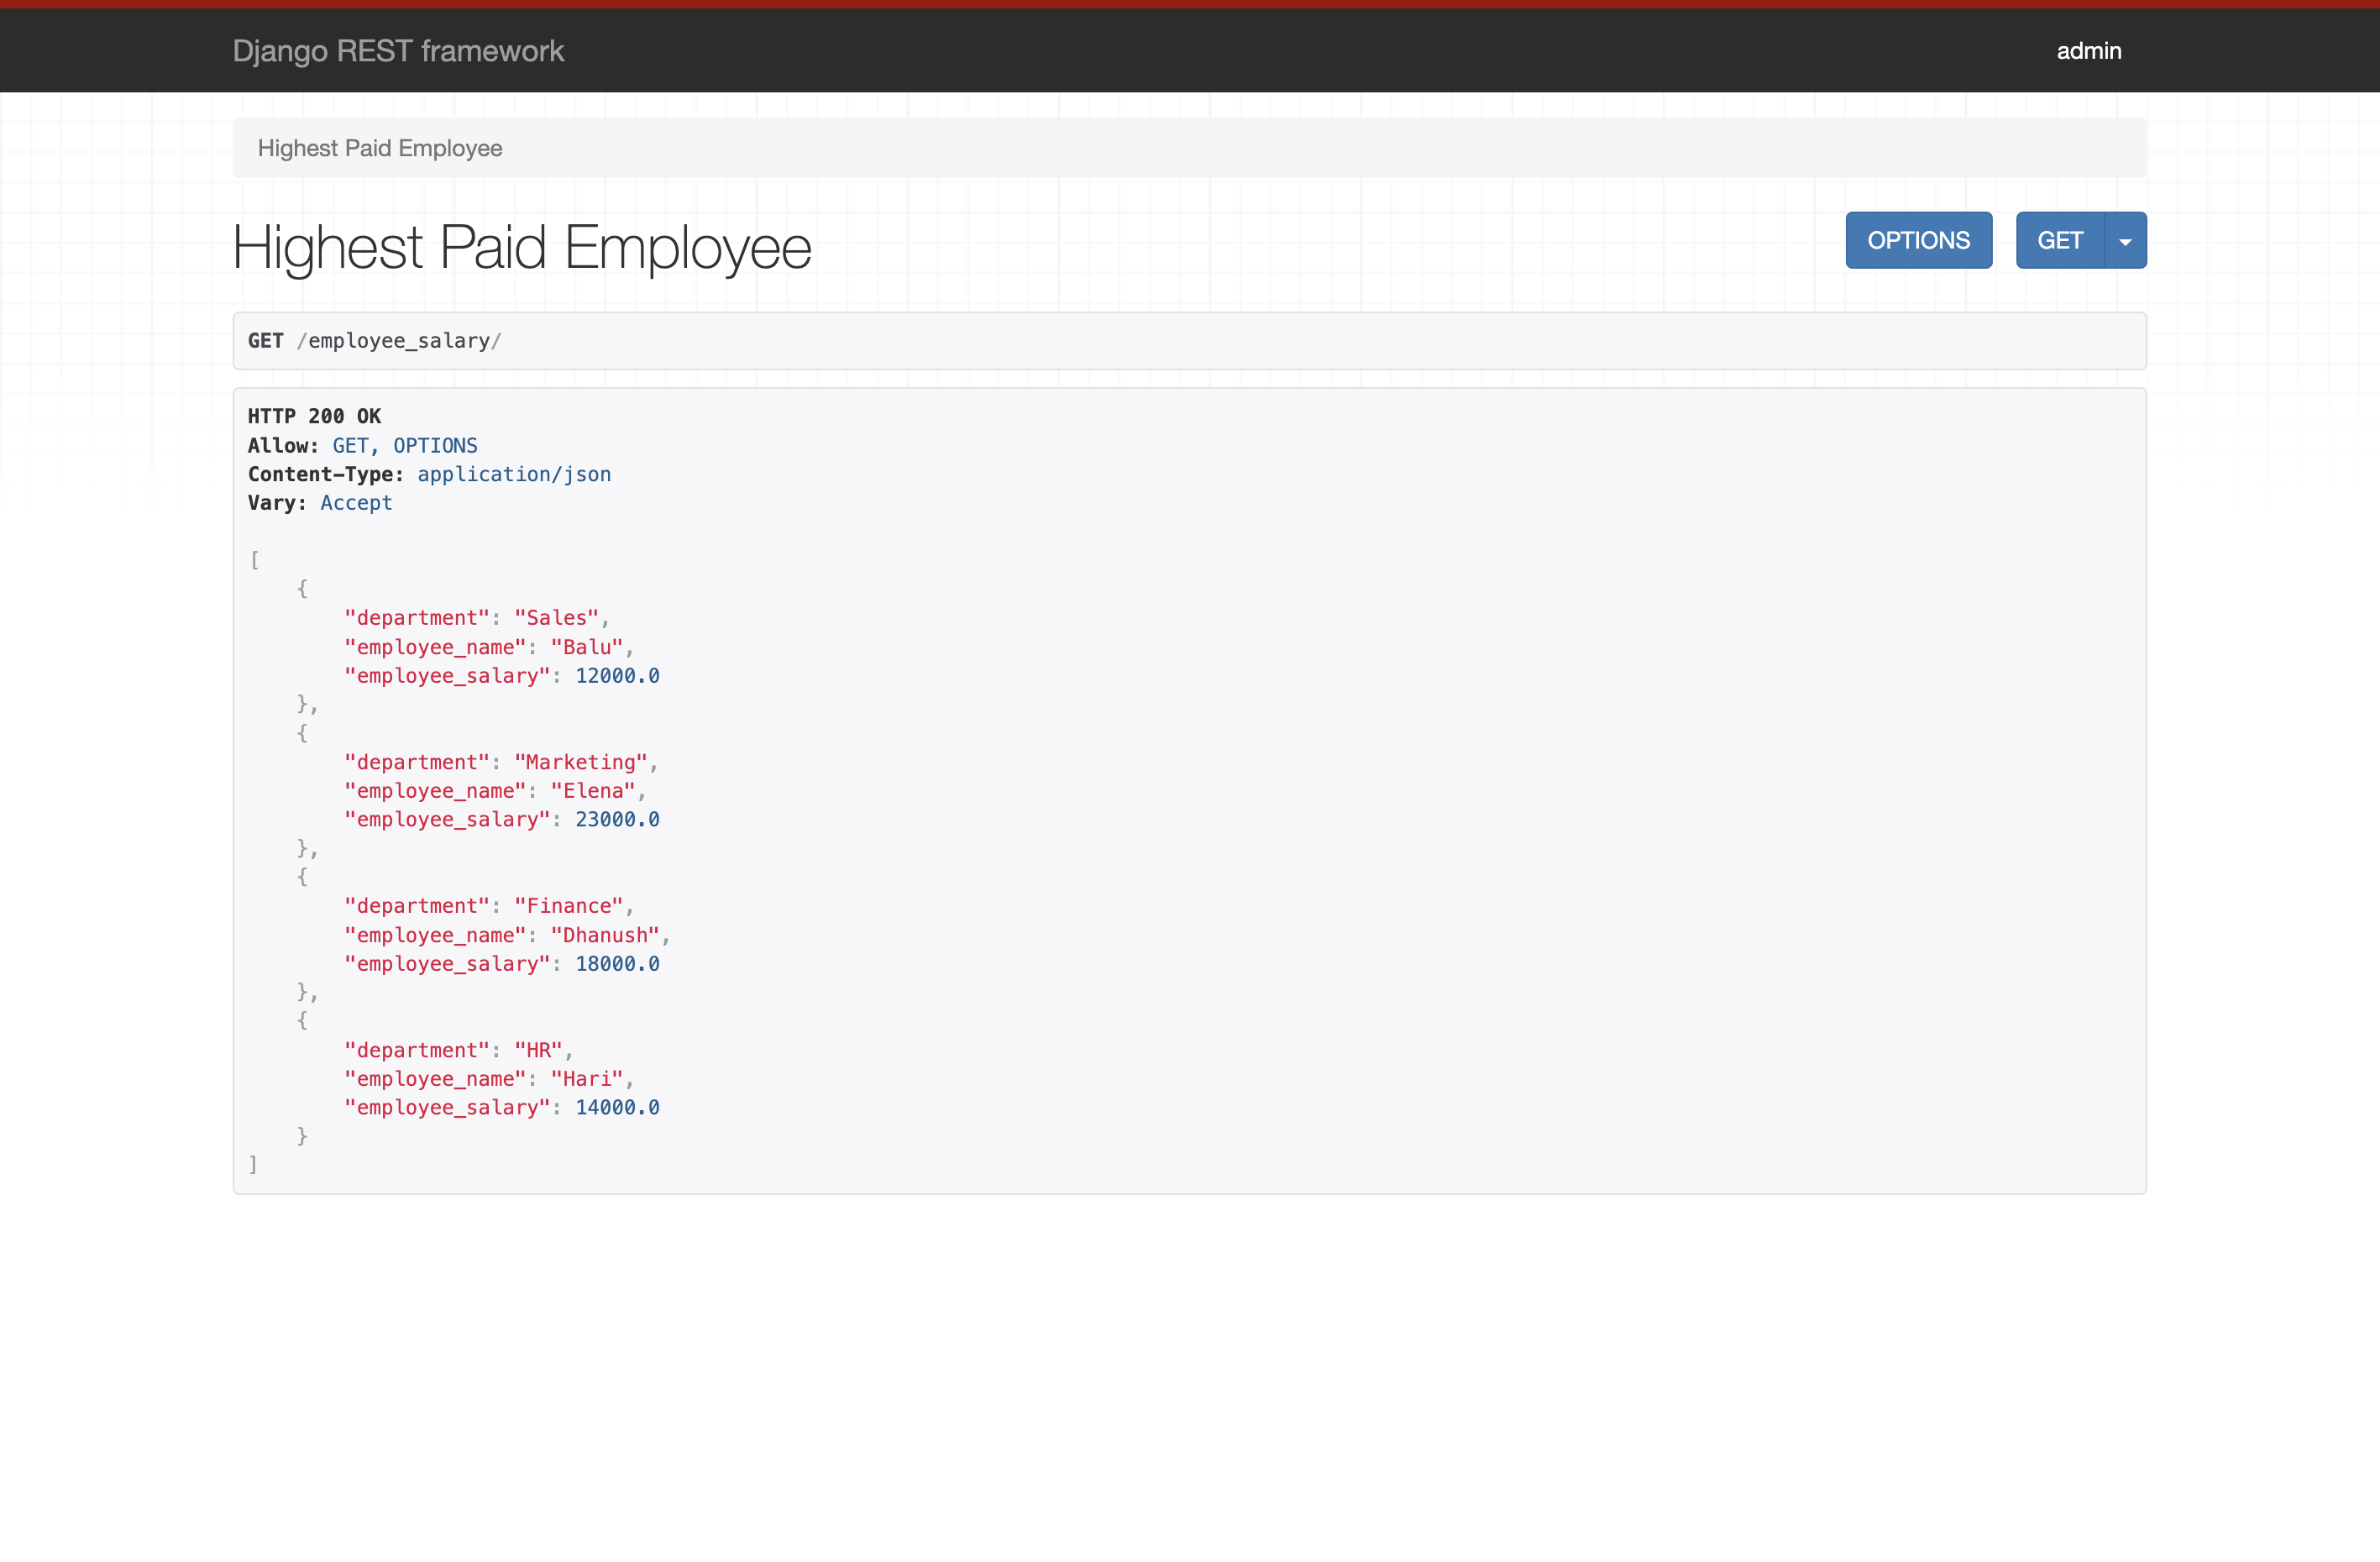 Django REST framework
admin
Highest Paid Employee
Highest Paid Employee
OPTIONS
GET
GET /employee_salary/
HTTP 200 OK
Allow: GET, OPTIONS
Content-Type: application/json
Vary: Accept
[
    {
        "department": "Sales",
        "employee_name": "Balu",
        "employee_salary": 12000.0
    },
    {
        "department": "Marketing",
        "employee_name": "Elena",
        "employee_salary": 23000.0
    },
    {
        "department": "Finance",
        "employee_name": "Dhanush",
        "employee_salary": 18000.0
    },
    {
        "department": "HR",
        "employee_name": "Hari",
        "employee_salary": 14000.0
    }
]